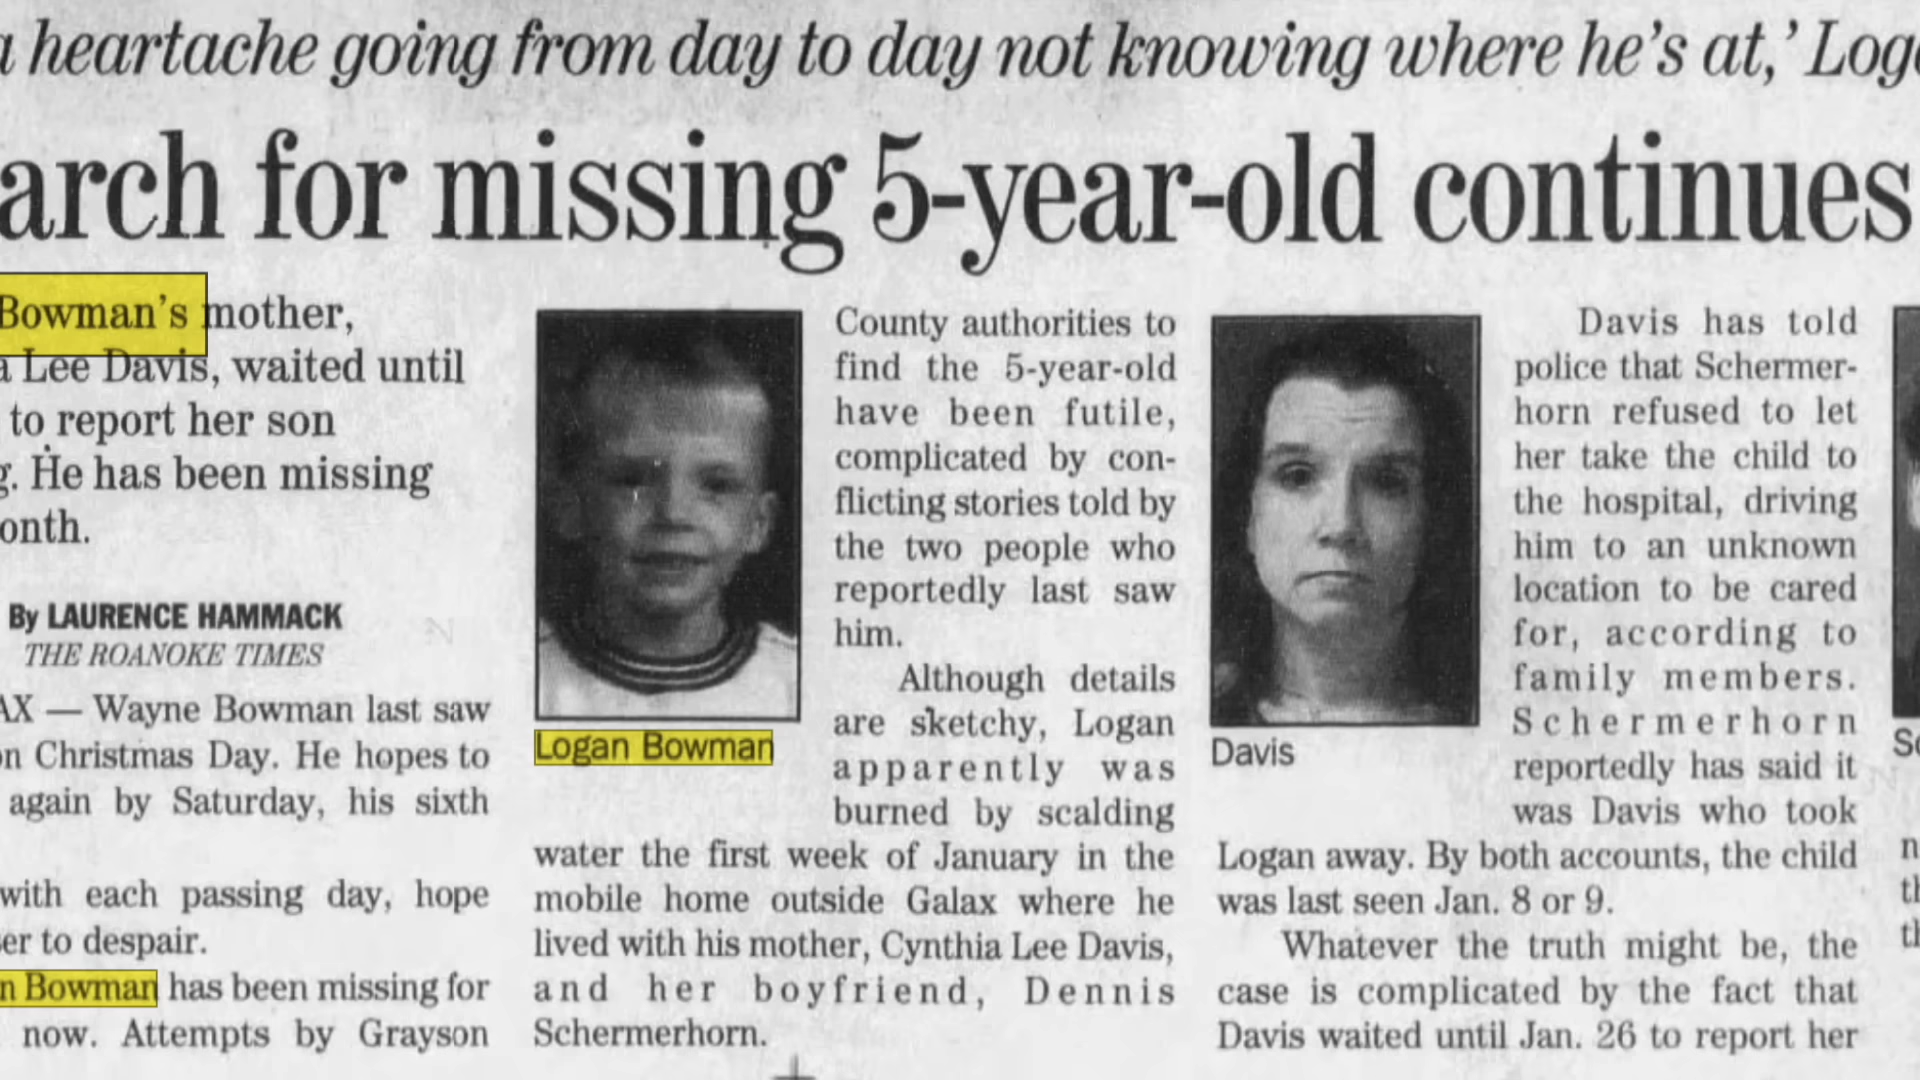 a heartache going from day to day not knowing where he's at,' Log
arch for missing 5-year-old continues
Bowman's mother,
a Lee Davis, waited until
to report her son
g. He has been missing
onth.
By LAURENCE HAMMACK
THE ROANOKE TIMES
AX — Wayne Bowman last saw
on Christmas Day. He hopes to
again by Saturday, his sixth
with each passing day, hope
er to despair.
n Bowman has been missing for
now. Attempts by Grayson
Logan Bowman
County authorities to
find the 5-year-old
have been futile,
complicated by con-
flicting stories told by
the two people who
reportedly last saw
him.
Although details
are sketchy, Logan
apparently was
burned by scalding
water the first week of January in the
mobile home outside Galax where he
lived with his mother, Cynthia Lee Davis,
and her boyfriend, Dennis
Schermerhorn.
Davis
Davis has told
police that Schermer-
horn refused to let
her take the child to
the hospital, driving
him to an unknown
location to be cared
for, according to
family members.
Schermerhorn
reportedly has said it
was Davis who took
Logan away. By both accounts, the child
was last seen Jan. 8 or 9.
Whatever the truth might be, the
case is complicated by the fact that
Davis waited until Jan. 26 to report her